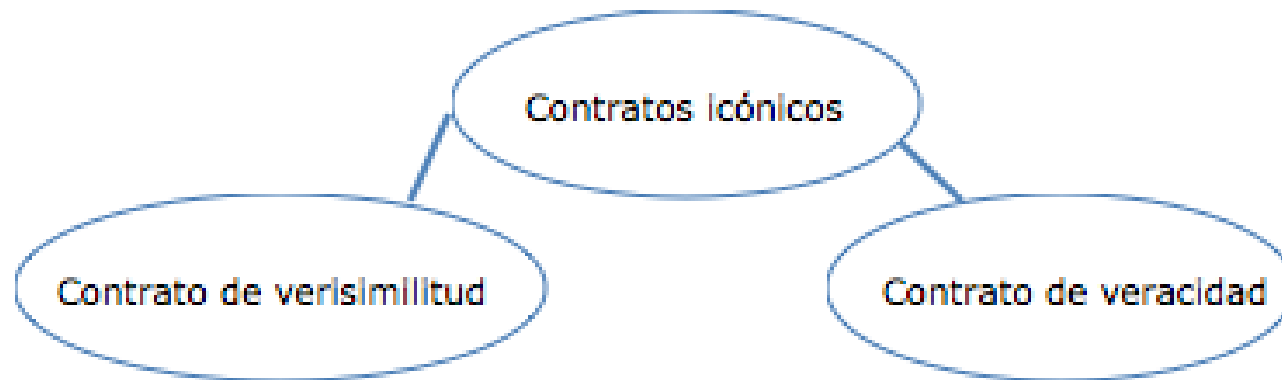 Contratos icónicos
Contrato de verisimilitud
Contrato de veracidad